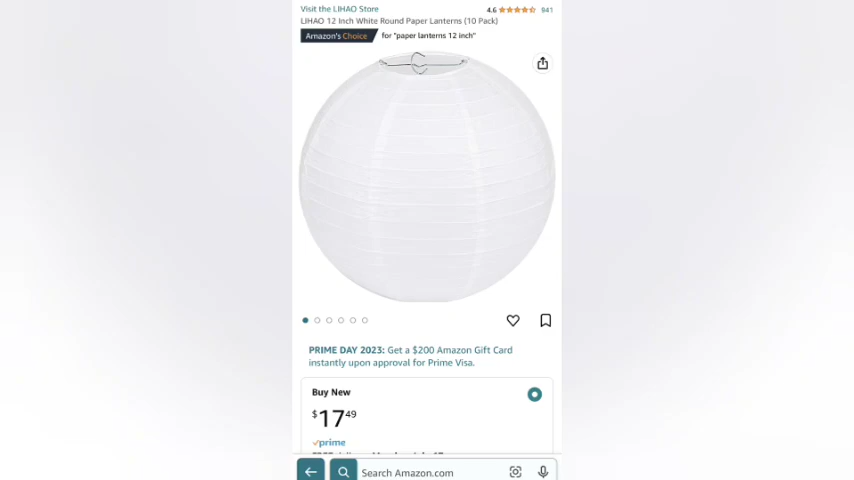 Visit the LIHAO Store
4.6 941
LIHAO 12 Inch White Round Paper Lanterns (10 Pack)
Amazon's Choice for "paper lanterns 12 inch"
PRIME DAY 2023: Get a $200 Amazon Gift Card
instantly upon approval for Prime Visa.
Buy New
$17 49
prime
Search Amazon.com